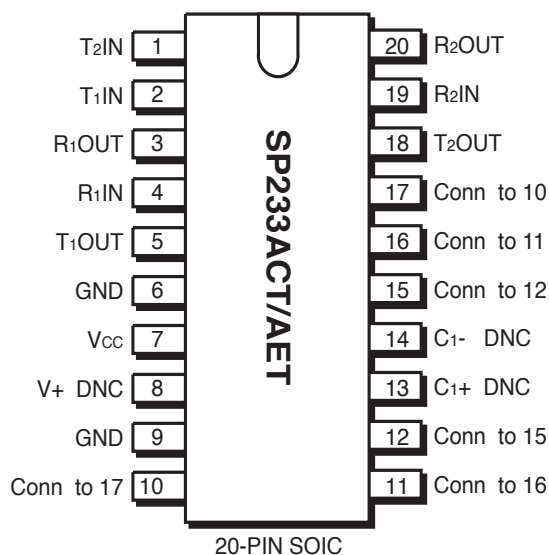 T2IN 1 20 R2OUT
T1IN 2 19 R2IN
R1OUT 3 18 T2OUT
R1IN 4 17 Conn to 10
T1OUT 5 16 Conn to 11
GND 6 15 Conn to 12
VCC 7 14 C1- DNC
V+ DNC 8 13 C1+ DNC
GND 9 12 Conn to 15
Conn to 17 10 11 Conn to 16
SP233ACT/AET
20-PIN SOIC